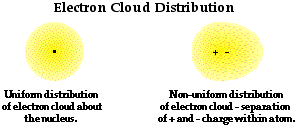 Electron Cloud Distribution
+ -
Uniform distribution
of electron cloud about
the nucleus.
Non-uniform distribution
of electron cloud - separation
of + and - charge within atom.